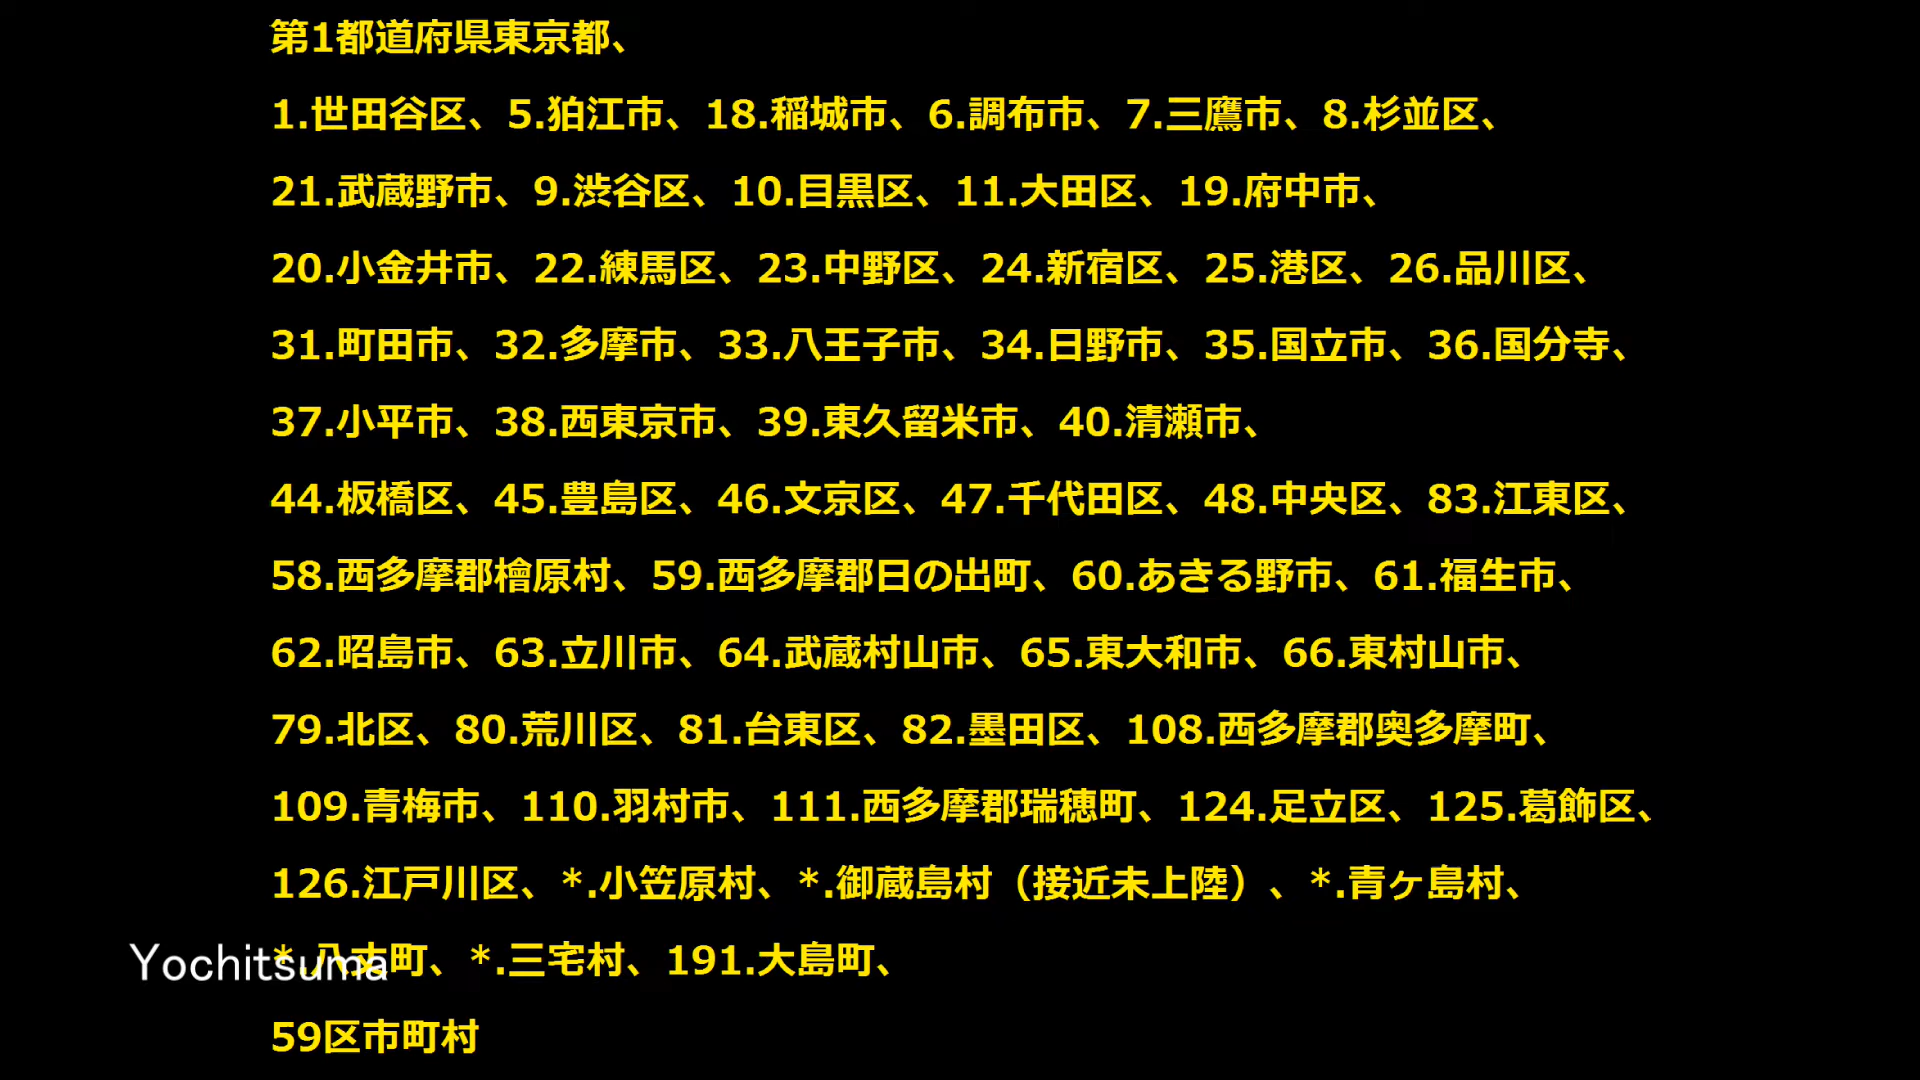 第1都道府県東京都、
1.世田谷区、5.狛江市、18.稲城市、6.調布市、7.三鷹市、8.杉並区、
21.武蔵野市、9.渋谷区、10.目黒区、11.大田区、19.府中市、
20.小金井市、22.練馬区、23.中野区、24.新宿区、25.港区、26.品川区、
31.町田市、32.多摩市、33.八王子市、34.日野市、35.国立市、36.国分寺、
37.小平市、38.西東京市、39.東久留米市、40.清瀬市、
44.板橋区、45.豊島区、46.文京区、47.千代田区、48.中央区、83.江東区、
58.西多摩郡檜原村、59.西多摩郡日の出町、60.あきる野市、61.福生市、
62.昭島市、63.立川市、64.武蔵村山市、65.東大和市、66.東村山市、
79.北区、80.荒川区、81.台東区、82.墨田区、108.西多摩郡奥多摩町、
109.青梅市、110.羽村市、111.西多摩郡瑞穂町、124.足立区、125.葛飾区、
126.江戸川区、*.小笠原村、*.御蔵島村（接近未上陸）、*.青ヶ島村、
*.八丈町、*.三宅村、191.大島町、
Yochitsuma
59区市町村